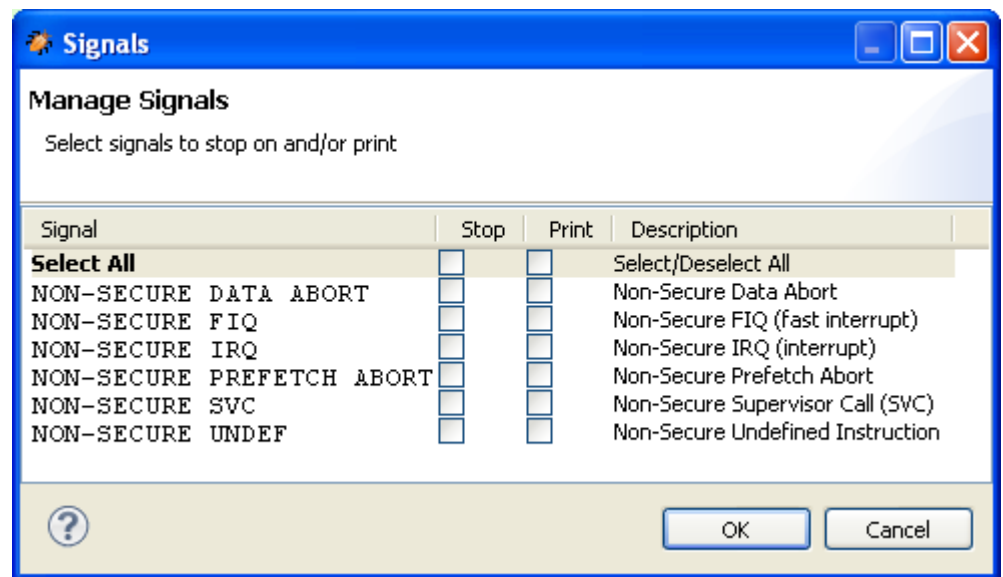 Signals
Manage Signals
Select signals to stop on and/or print
Signal Stop Print Description
Select All Select/Deselect All
NON-SECURE DATA ABORT Non-Secure Data Abort
NON-SECURE FIQ Non-Secure FIQ (fast interrupt)
NON-SECURE IRQ Non-Secure IRQ (interrupt)
NON-SECURE PREFETCH ABORT Non-Secure Prefetch Abort
NON-SECURE SVC Non-Secure Supervisor Call (SVC)
NON-SECURE UNDEF Non-Secure Undefined Instruction
? OK Cancel